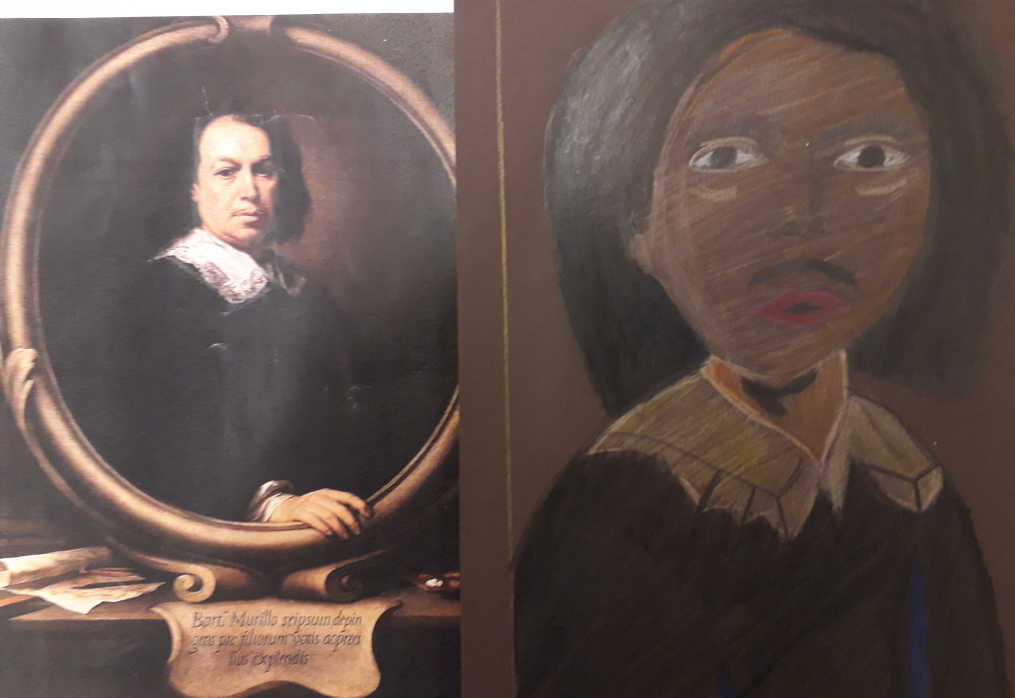 Bart Murillo seipsum depin
gens pro filiorum votis acpreci
bus explendis